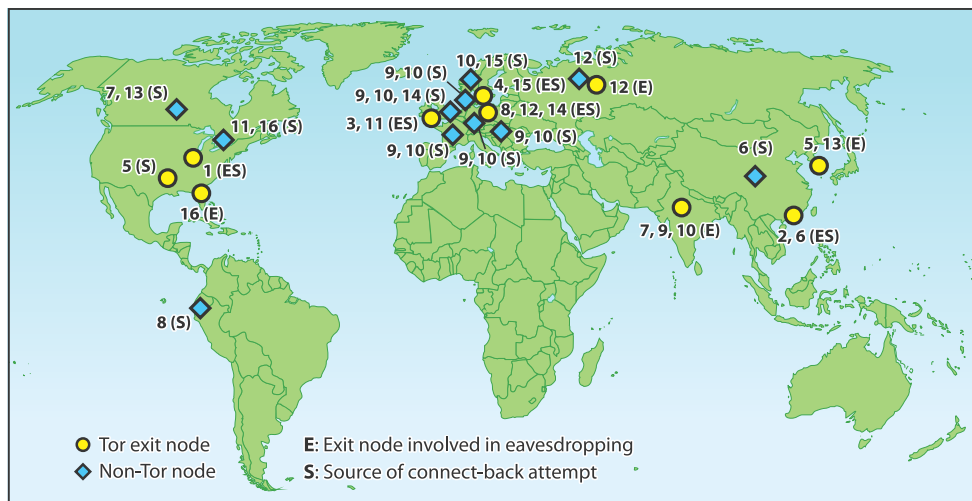 10, 15 (S)
12 (S)
9, 10 (S)
4, 15 (ES)
12 (E)
7, 13 (S)
9, 10, 14 (S)
8, 12, 14 (ES)
3, 11 (ES)
11, 16 (S)
9, 10 (S)
5, 13 (E)
9, 10 (S)
9, 10 (S)
6 (S)
5 (S)
1 (ES)
16 (E)
7, 9, 10 (E)
2, 6 (ES)
8 (S)
Tor exit node
E: Exit node involved in eavesdropping
Non-Tor node
S: Source of connect-back attempt